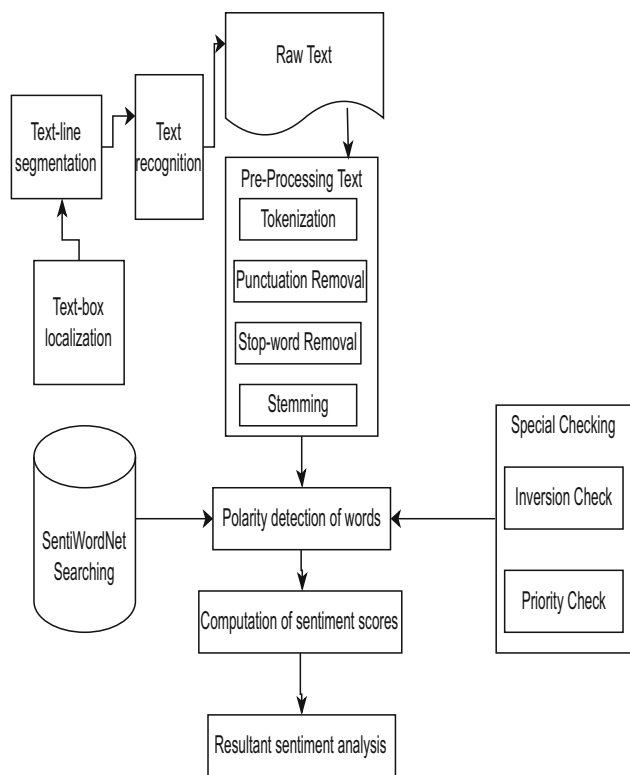 Raw Text
Text-line
segmentation
Text
recognition
Pre-Processing Text
Tokenization
Punctuation Removal
Text-box
localization
Stop-word Removal
Stemming
Special Checking
Inversion Check
SentiWordNet
Searching
Polarity detection of words
Priority Check
Computation of sentiment scores
Resultant sentiment analysis